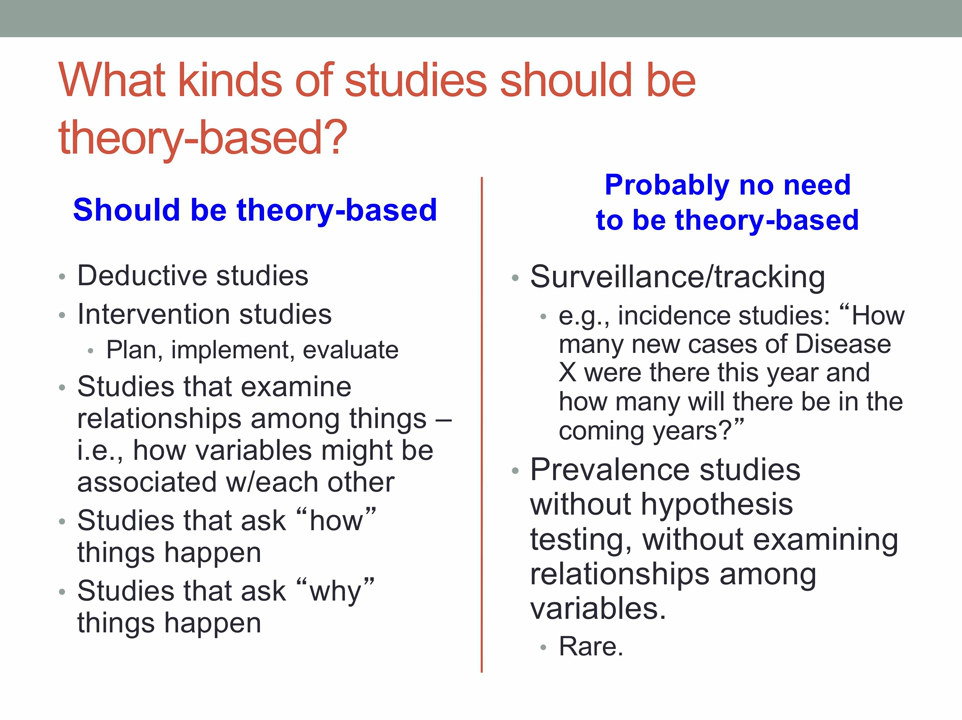 What kinds of studies should be
theory-based?
Should be theory-based
• Deductive studies
• Intervention studies
• Plan, implement, evaluate
• Studies that examine
relationships among things –
i.e., how variables might be
associated w/each other
• Studies that ask “how”
things happen
• Studies that ask “why”
things happen
Probably no need
to be theory-based
• Surveillance/tracking
• e.g., incidence studies: “How
many new cases of Disease
X were there this year and
how many will there be in the
coming years?”
• Prevalence studies
without hypothesis
testing, without examining
relationships among
variables.
• Rare.